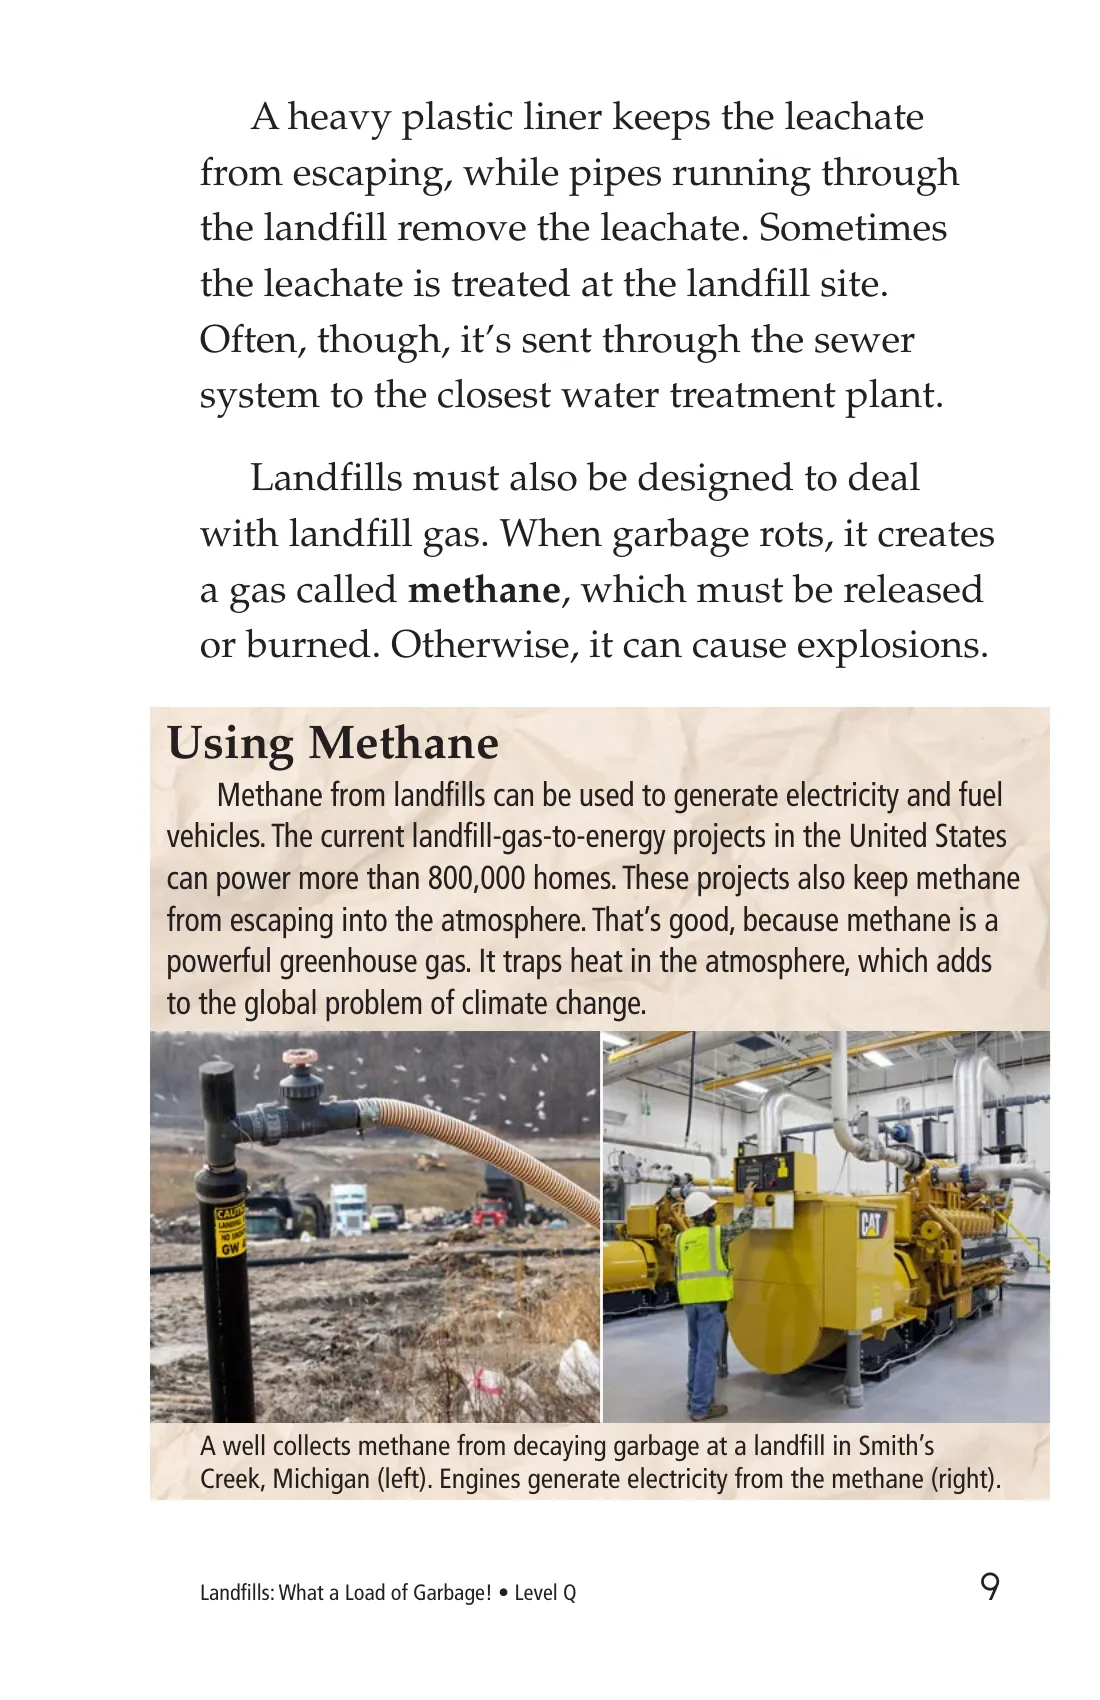 A heavy plastic liner keeps the leachate
from escaping, while pipes running through
the landfill remove the leachate. Sometimes
the leachate is treated at the landfill site.
Often, though, it’s sent through the sewer
system to the closest water treatment plant.
Landfills must also be designed to deal
with landfill gas. When garbage rots, it creates
a gas called methane, which must be released
or burned. Otherwise, it can cause explosions.
Using Methane
Methane from landfills can be used to generate electricity and fuel
vehicles. The current landfill-gas-to-energy projects in the United States
can power more than 800,000 homes. These projects also keep methane
from escaping into the atmosphere. That’s good, because methane is a
powerful greenhouse gas. It traps heat in the atmosphere, which adds
to the global problem of climate change.
CAUTION
LANDFILL
NO
GW
CAT
A well collects methane from decaying garbage at a landfill in Smith’s
Creek, Michigan (left). Engines generate electricity from the methane (right).
Landfills: What a Load of Garbage! • Level Q
9